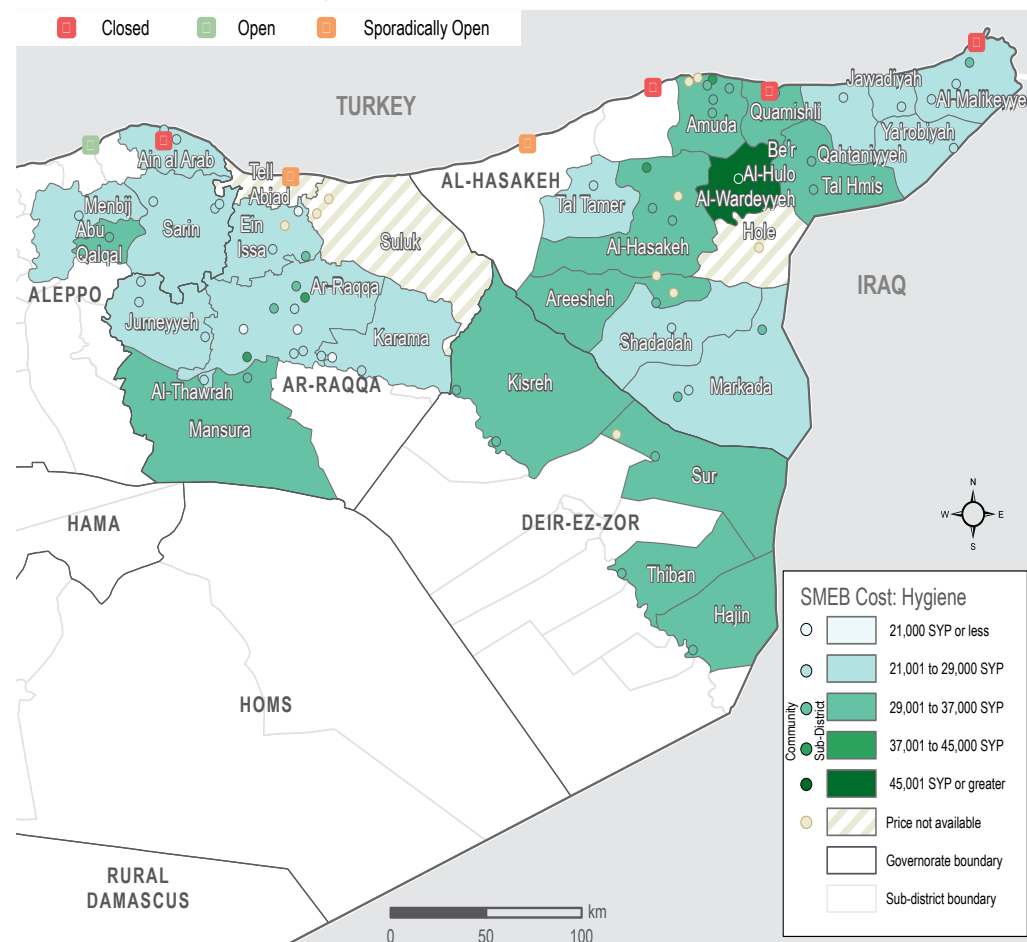 Closed
Open
Sporadically Open
TURKEY
Jawadiyah
Al-Malikeyye
Quamishli
Amuda
Ya'robiyah
Ain al Arab
Be'r
Al-Hulo
Al-Wardeyyeh
Qahtaniyyeh
Tell
Abiad
AL-HASAKEH
Tal Hmis
Menbij
Tal Tamer
Abu
Qalqal
Sarin
Ein
Issa
Suluk
Hole
Al-Hasakeh
IRAQ
ALEPPO
Ar-Raqqa
Areesheh
Jurneyyeh
Karama
Shadadah
AR-RAQQA
Kisreh
Markada
Al-Thawrah
Mansura
Sur
HAMA
DEIR-EZ-ZOR
N
W
E
S
Thiban
Hajin
HOMS
RURAL
DAMASCUS
SMEB Cost: Hygiene
Community
Sub-District
21,000 SYP or less
21,001 to 29,000 SYP
29,001 to 37,000 SYP
37,001 to 45,000 SYP
45,001 SYP or greater
Price not available
Governorate boundary
Sub-district boundary
km
0 50 100